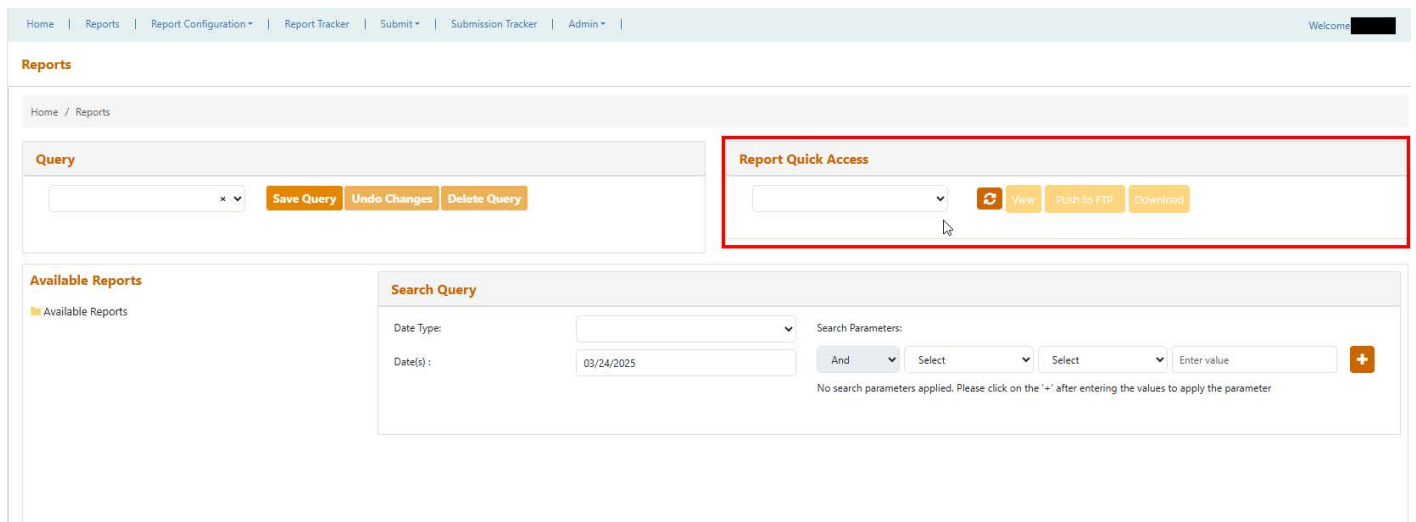 Home | Reports | Report Configuration | Report Tracker | Submit | Submission Tracker | Admin |
Welcome
Reports
Home / Reports
Query
× 
Save Query Undo Changes Delete Query
Report Quick Access
View Push to FTP Download
Available Reports
Available Reports
Search Query
Date Type:
Date(s) :
03/24/2025
Search Parameters:
And Select Select Enter value +
No search parameters applied. Please click on the '+' after entering the values to apply the parameter